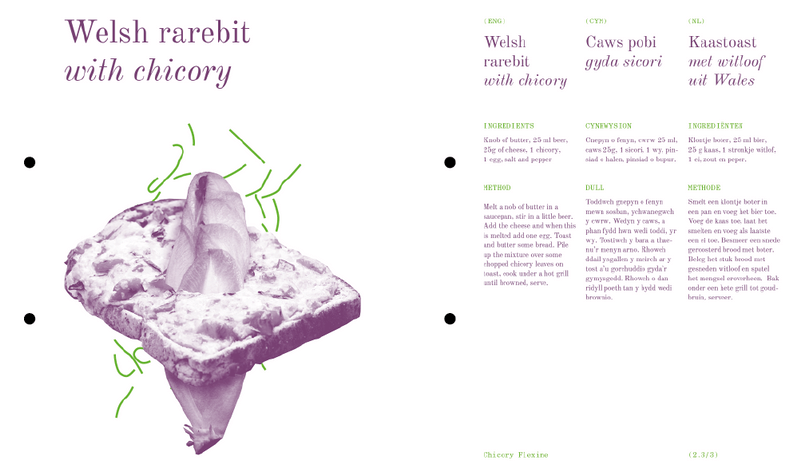 Welsh rarebit
with chicory
(ENG)
Welsh
rarebit
with chicory
INGREDIENTS
Knob of butter, 25 ml beer,
25g of cheese, 1 chicory,
1 egg, salt and pepper
METHOD
Melt a nob of butter in a
saucepan, stir in a little beer.
Add the cheese and when this
is melted add one egg. Toast
and butter some bread. Pile
up the mixture over some
chopped chicory leaves on
toast, cook under a hot grill
until browned, serve.
(CYM)
Caws pobi
gyda sicori
CYNHWYSION
Cnepyn o fenyn, cwrw 25 ml,
caws 25g, 1 sicori, 1 wy, pin-
siad o halen, pinsiad o bupur.
DULL
Toddwch gnepyn o fenyn
mewn sosban, ychwanegwch
y cwrw. Wedyn y caws, a
phan fydd hwn wedi toddi, yr
wy. Tostiwch y bara a thae-
nu'r menyn arno. Rhowch
ddail ysgafion y sicori ar y
tost a'u gorchuddio gyda'r
gymysgedd. Rhowch o dan
ridyll poeth tan y bydd wedi
brownio.
(NL)
Kaastoast
met witloof
uit Wales
INGREDIËNTEN
Klontje boter, 25 ml bier,
25 g kaas, 1 stronkje witlof,
1 ei, zout en peper.
METHODE
Smelt een klontje boter in
een pan en voeg het bier toe.
Voeg de kaas toe, laat het
smelten en voeg als laatste
een ei toe. Besmeer een snede
geroosterd brood met boter.
Beleg het stuk brood met
gesneden witloof en spatel
het mengsel eroverheen. Bak
onder een hete grill tot goud-
bruin, serveer.
Chicory Flexine
(2.3/3)